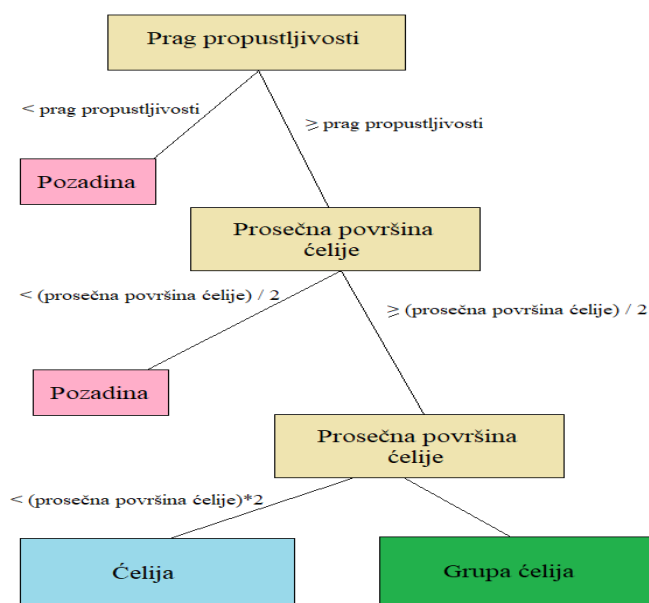 Prag propustljivosti
< prag propustljivosti
≥ prag propustljivosti
Pozadina
Prosečna površina
ćelije
< (prosečna površina ćelije) / 2
≥ (prosečna površina ćelije) / 2
Pozadina
Prosečna površina
ćelije
< (prosečna površina ćelije)*2
Ćelija
Grupa ćelija